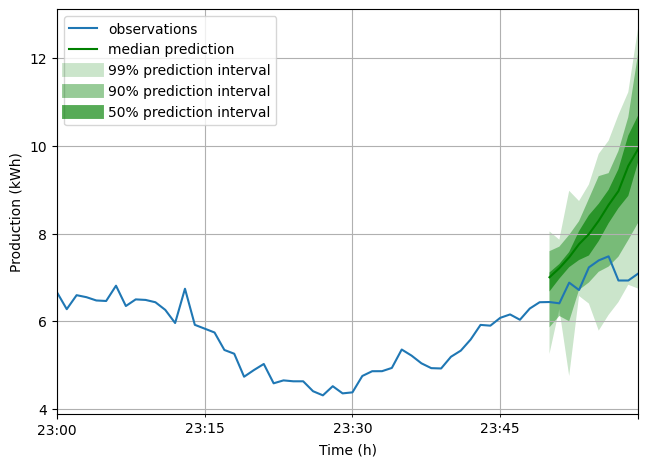 observations
median prediction
99% prediction interval
90% prediction interval
50% prediction interval
12
10
8
6
4
Production (kWh)
23:00
23:15
23:30
23:45
Time (h)